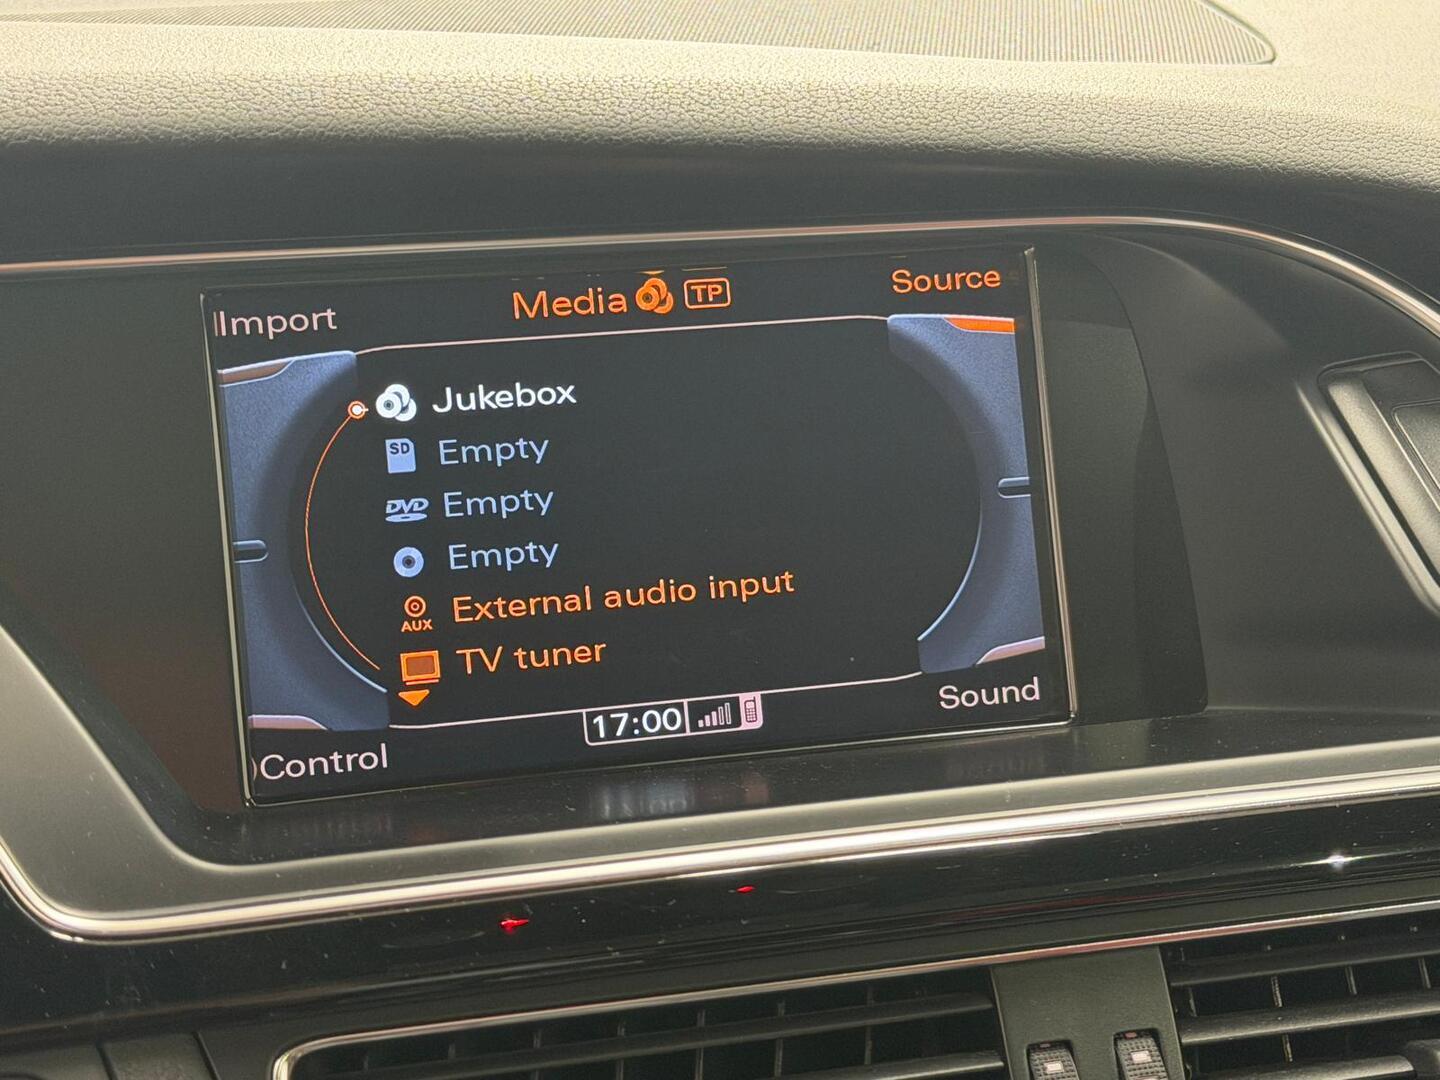 Import
Media TP
Source
Jukebox
SD Empty
DVD Empty
Empty
AUX External audio input
TV tuner
17:00
Sound
Control